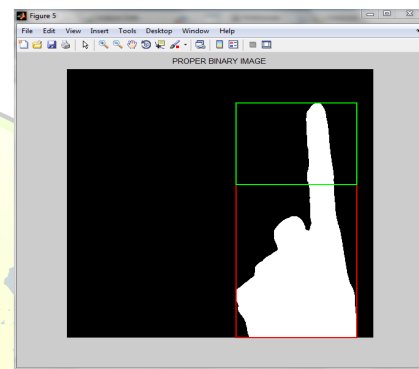 Figure 5
File Edit View Insert Tools Desktop Window Help
PROPER BINARY IMAGE